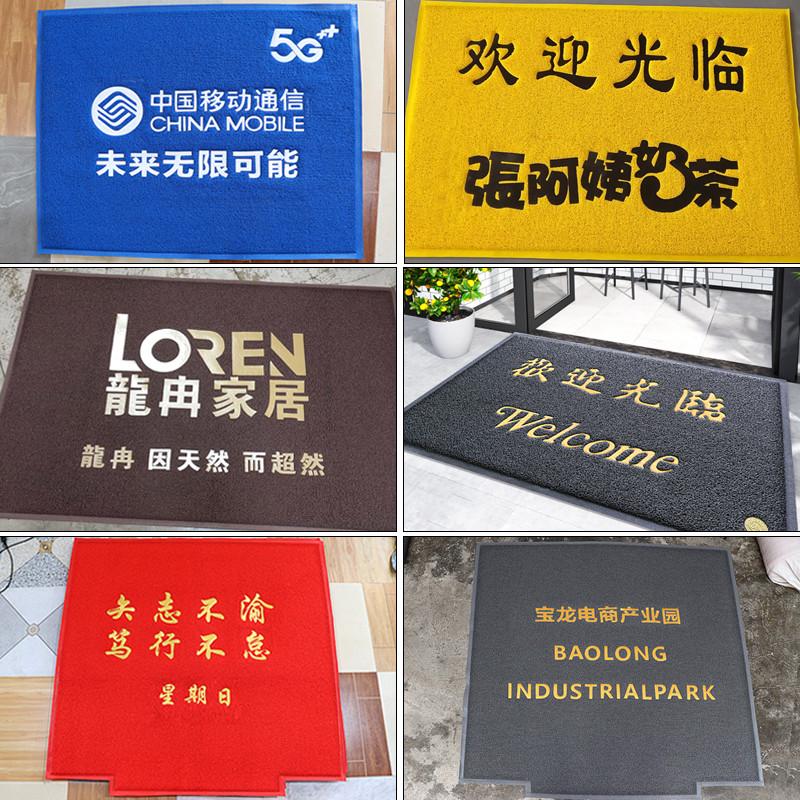 5G++
中国移动通信
CHINA MOBILE
未来无限可能
欢迎光临
張阿姨奶茶
LOREN
龍冉家居
龍冉 因天然 而超然
歡迎光臨
Welcome
矢志不渝
笃行不怠
星期日
宝龙电商产业园
BAOLONG
INDUSTRIALPARK